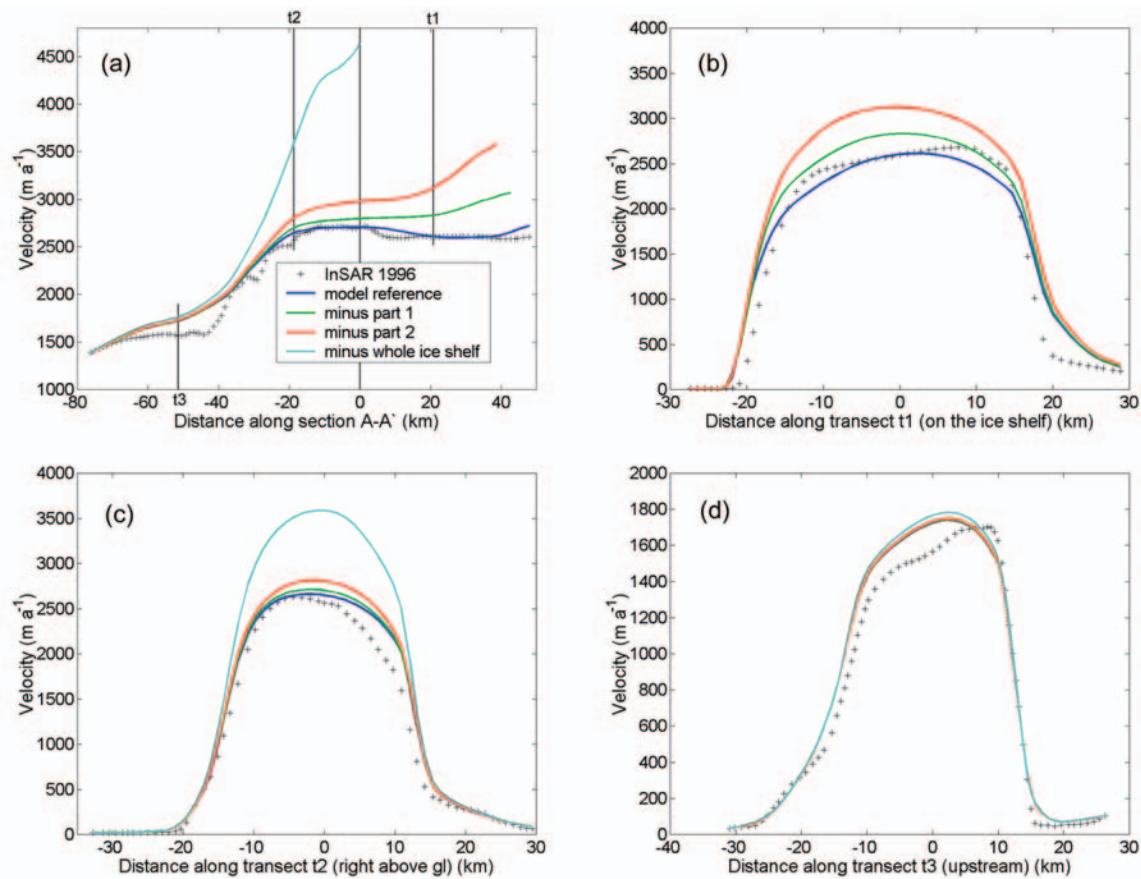 t2
t1
(a)
4500
4000
3500
3000
2500
2000
1500
1000
Velocity (m a⁻¹)
InSAR 1996
model reference
minus part 1
minus part 2
minus whole ice shelf
t3
-80 -60 -40 -20 0 20 40
Distance along section A-A` (km)
(b)
4000
3500
3000
2500
2000
1500
1000
500
0
Velocity (m a⁻¹)
-30 -20 -10 0 10 20 30
Distance along transect t1 (on the ice shelf) (km)
(c)
4000
3500
3000
2500
2000
1500
1000
500
0
Velocity (m a⁻¹)
-30 -20 -10 0 10 20 30
Distance along transect t2 (right above gl) (km)
(d)
2000
1800
1600
1400
1200
1000
800
600
400
200
0
Velocity (m a⁻¹)
-40 -30 -20 -10 0 10 20 30
Distance along transect t3 (upstream) (km)